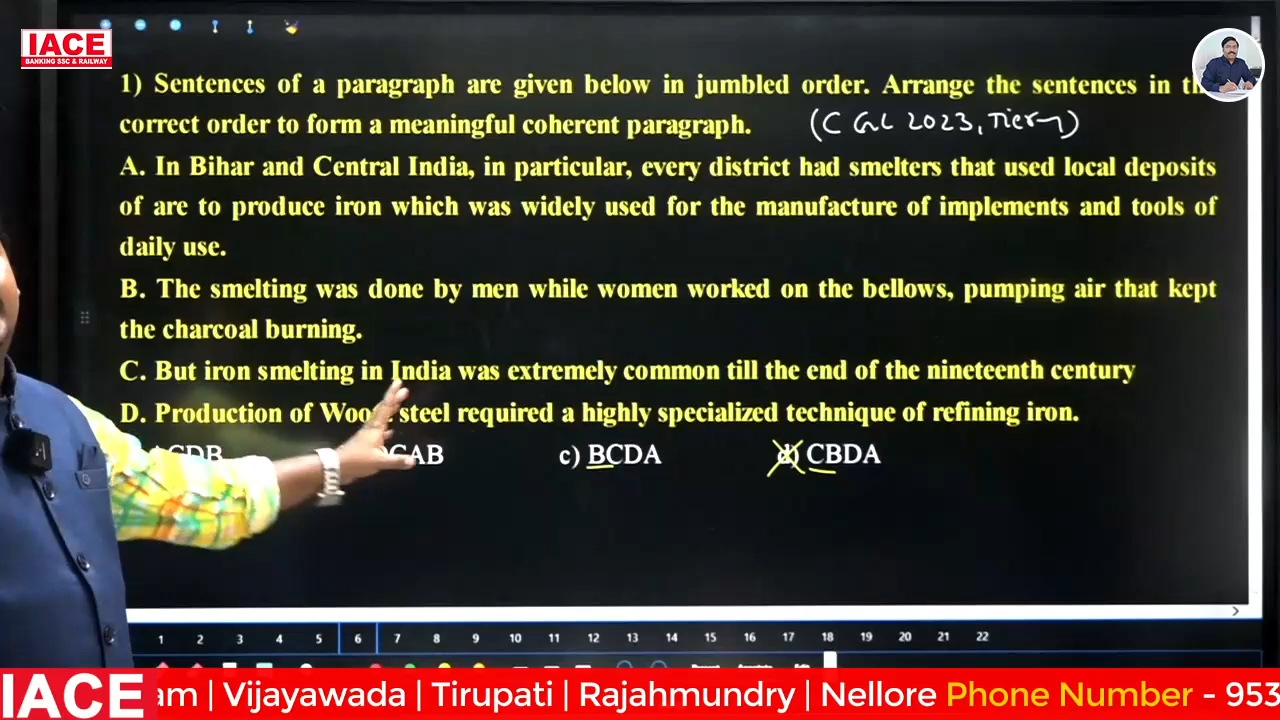 IACE
BANKING SSC & RAILWAY
1) Sentences of a paragraph are given below in jumbled order. Arrange the sentences in
correct order to form a meaningful coherent paragraph. (CGL 2023, Tier-1)
A. In Bihar and Central India, in particular, every district had smelters that used local deposits
of are to produce iron which was widely used for the manufacture of implements and tools of
daily use.
B. The smelting was done by men while women worked on the bellows, pumping air that kept
the charcoal burning.
C. But iron smelting in India was extremely common till the end of the nineteenth century
D. Production of steel required a highly specialized technique of refining iron.
c) BCDA d) CBDA
1 2 3 4 5 6 7 8 9 10 11 12 13 14 15 16 17 18 19 20 21 22
IACE
am | Vijayawada | Tirupati | Rajahmundry | Nellore Phone Number - 953